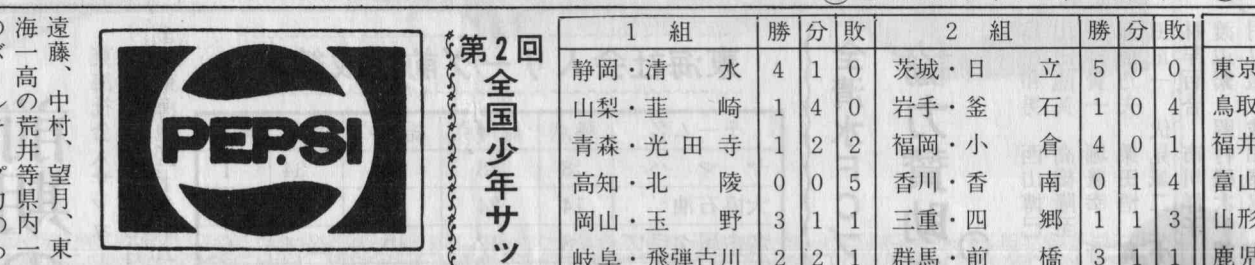 遠藤、中村、望月、東
海一高の荒井等県内一
PEPSI
第2回全国少年サッ
1 組 勝 分 敗 2 組 勝 分 敗
静岡・清水 4 1 0 茨城・日立 5 0 0 東京
山梨・韮崎 1 4 0 岩手・釜石 1 0 4 鳥取
青森・光田寺 1 2 2 福岡・小倉 4 0 1 福井
高知・北陵 0 0 5 香川・香南 0 1 4 富山
岡山・玉野 3 1 1 三重・四郷 1 1 3 山形
岐阜・飛弾古川 2 2 1 群馬・前橋 3 1 1 鹿児